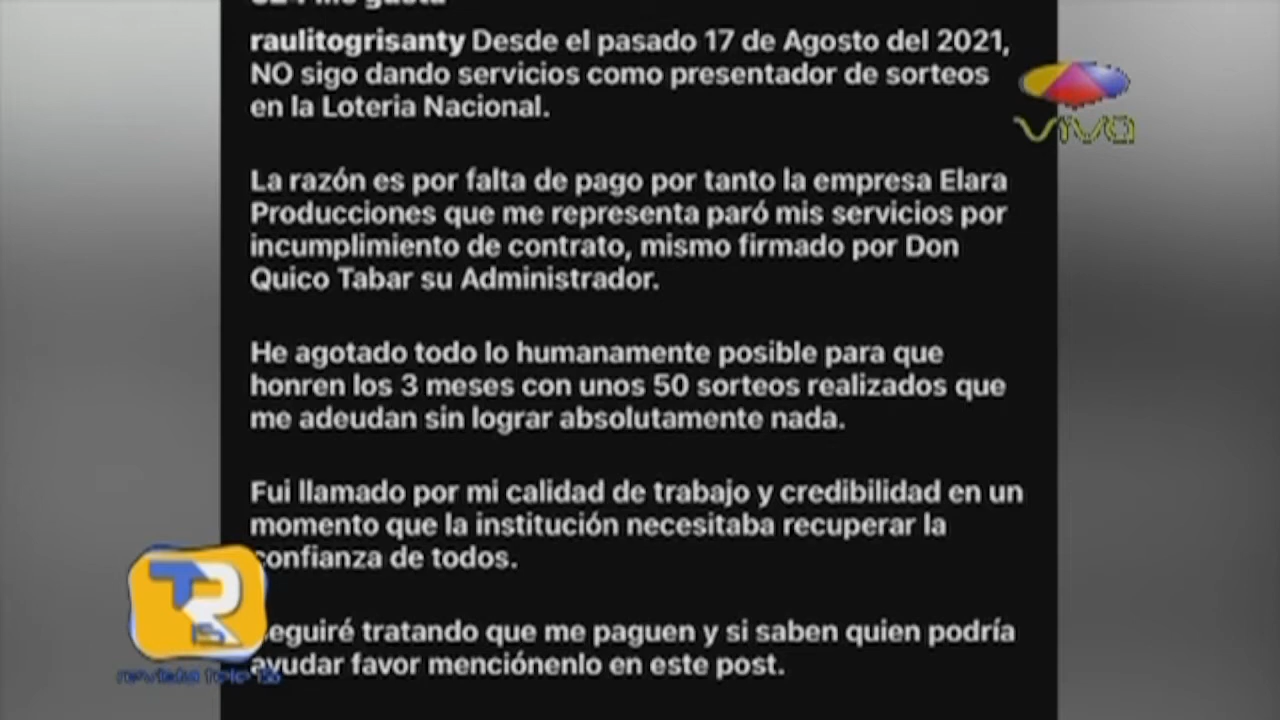 raulitogrisanty Desde el pasado 17 de Agosto del 2021,
NO sigo dando servicios como presentador de sorteos
en la Loteria Nacional.
La razón es por falta de pago por tanto la empresa Elara
Producciones que me representa paró mis servicios por
incumplimiento de contrato, mismo firmado por Don
Quico Tabar su Administrador.
He agotado todo lo humanamente posible para que
honren los 3 meses con unos 50 sorteos realizados que
me adeudan sin lograr absolutamente nada.
Fui llamado por mi calidad de trabajo y credibilidad en un
momento que la institución necesitaba recuperar la
confianza de todos.
Seguiré tratando que me paguen y si saben quien podría
ayudar favor menciónenlo en este post.
VIVA
TR
revista tele